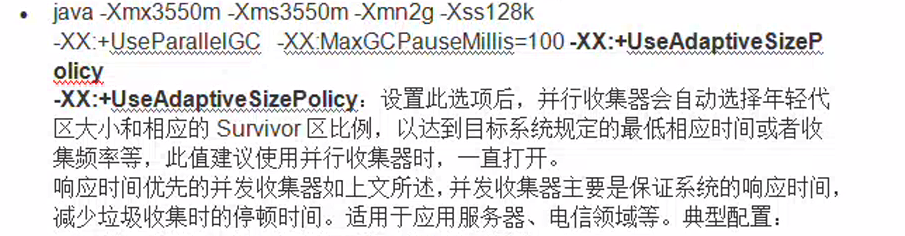 • java -Xmx3550m -Xms3550m -Xmn2g -Xss128k
-XX:+UseParallelGC -XX:MaxGCPauseMillis=100 -XX:+UseAdaptiveSizeP
olicy
-XX:+UseAdaptiveSizePolicy：设置此选项后，并行收集器会自动选择年轻代
区大小和相应的 Survivor 区比例，以达到目标系统规定的最低相应时间或者收
集频率等，此值建议使用并行收集器时，一直打开。
响应时间优先的并发收集器如上文所述，并发收集器主要是保证系统的响应时间，
减少垃圾收集时的停顿时间。适用于应用服务器、电信领域等。典型配置：